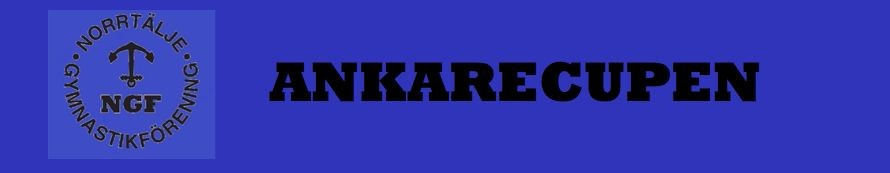 • NORRTÄLJE •
GYMNASTIKFÖRENING
NGF
ANKARECUPEN